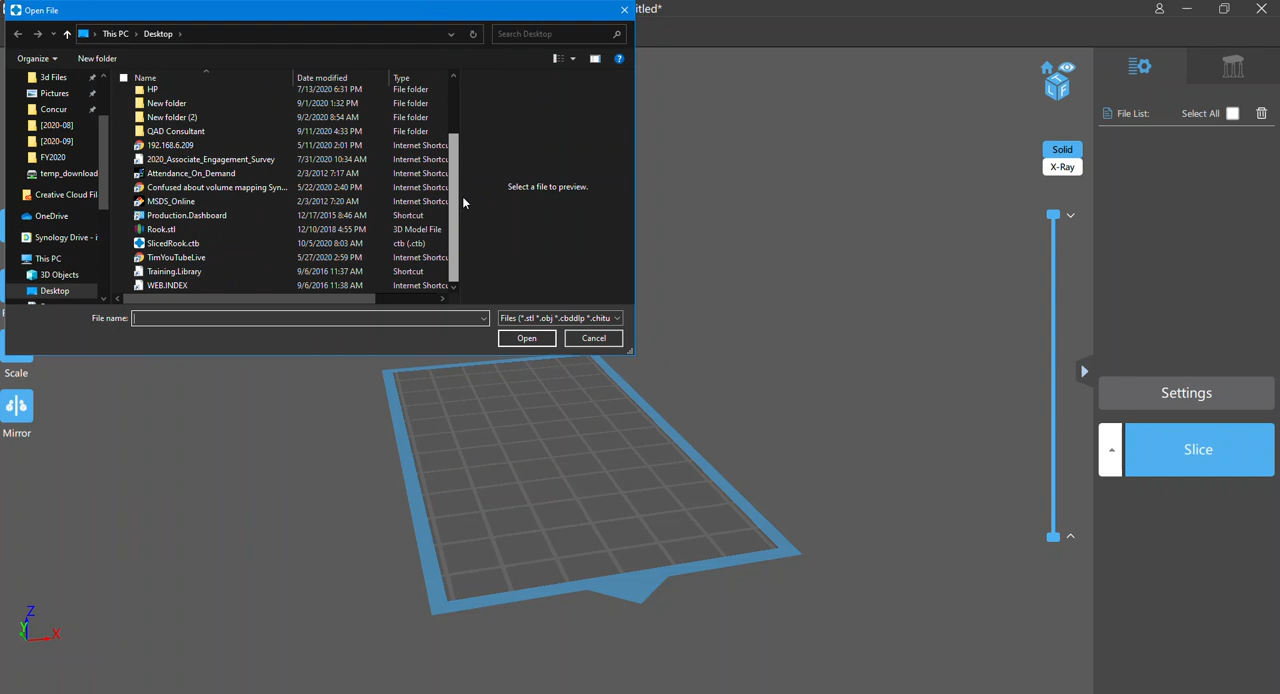 Open File
itled*
This PC > Desktop >
Search Desktop
Organize
New folder
Name
Date modified
Type
3d Files
Pictures
Concur
[2020-08]
[2020-09]
FY2020
temp_download
Creative Cloud Fil
OneDrive
Synology Drive - i
This PC
3D Objects
Desktop
HP 7/13/2020 6:31 PM File folder
New folder 9/1/2020 1:32 PM File folder
New folder (2) 9/2/2020 8:54 AM File folder
QAD Consultant 9/11/2020 4:33 PM File folder
192.168.6.209 5/11/2020 2:01 PM Internet Shortcu
2020_Associate_Engagement_Survey 7/31/2020 10:34 AM Internet Shortcu
Attendance_On_Demand 2/3/2012 7:17 AM Internet Shortcu
Confused about volume mapping Syn... 5/22/2020 2:40 PM Internet Shortcu
MSDS_Online 2/3/2012 7:20 AM Internet Shortcu
Production.Dashboard 12/17/2015 8:46 AM Shortcut
Rook.stl 12/10/2018 4:55 PM 3D Model File
SlicedRook.ctb 10/5/2020 8:03 AM ctb (.ctb)
TimYouTubeLive 5/27/2020 2:59 PM Internet Shortcu
Training.Library 9/6/2016 11:37 AM Shortcut
WEB.INDEX 9/6/2016 11:38 AM Internet Shortcu
Select a file to preview.
File name:
Files (*.stl *.obj *.cbddlp *.chitu
Open
Cancel
Scale
Mirror
Z
Y
X
T
L F
File List:
Select All
Solid
X-Ray
Settings
Slice